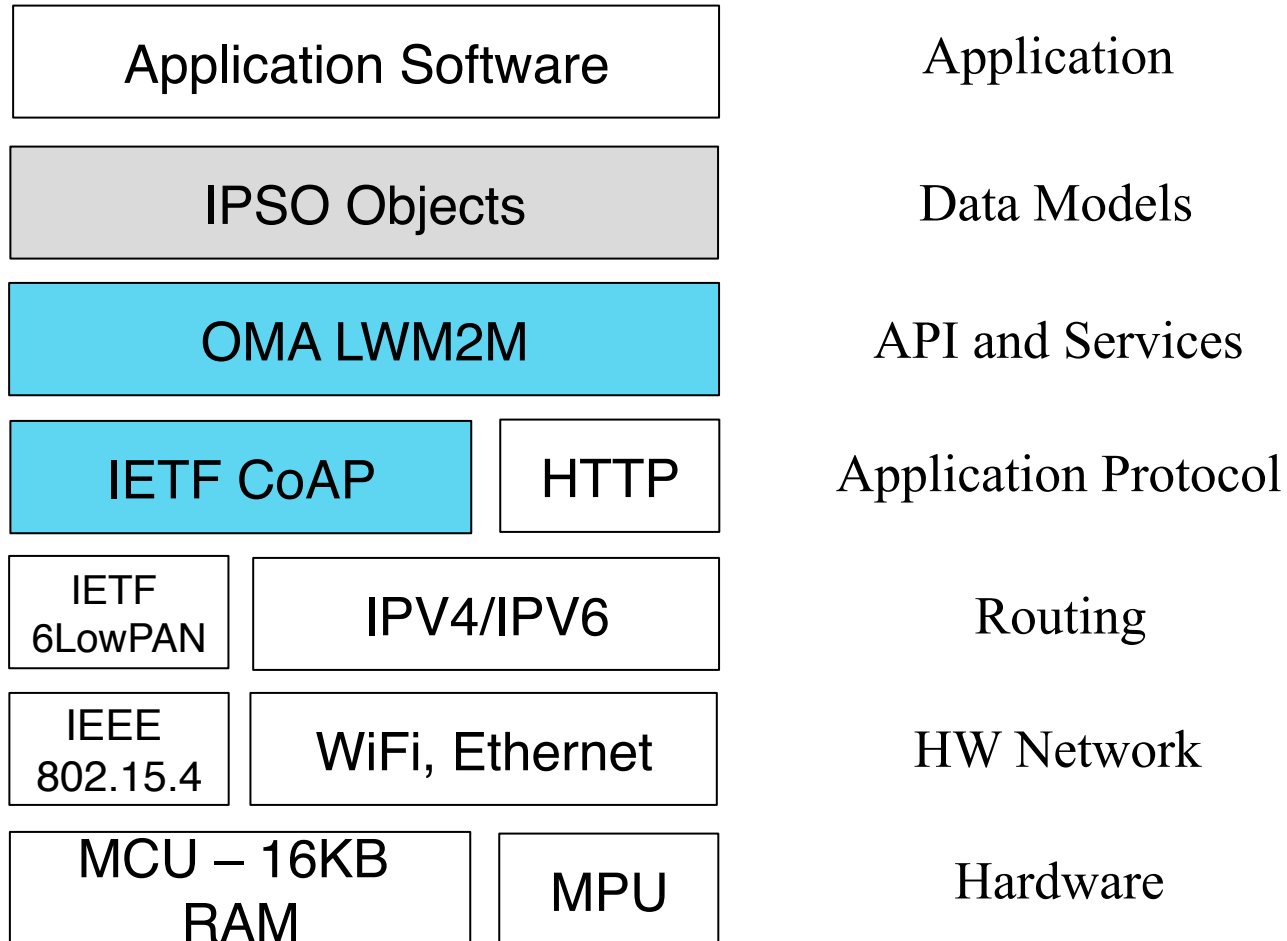 Application Software
Application
IPSO Objects
Data Models
OMA LWM2M
API and Services
IETF CoAP
HTTP
Application Protocol
IETF
6LowPAN
IPV4/IPV6
Routing
IEEE
802.15.4
WiFi, Ethernet
HW Network
MCU – 16KB
RAM
MPU
Hardware